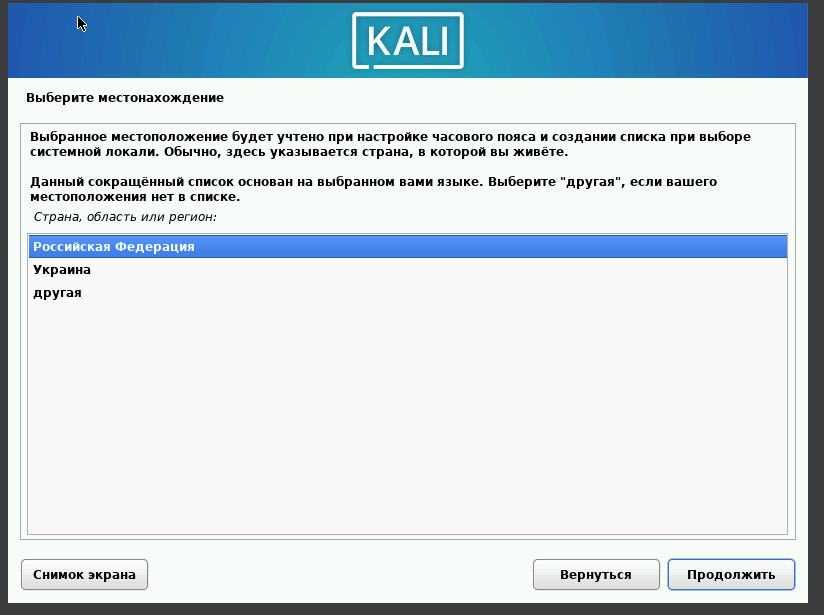 KALI
Выберите местонахождение
Выбранное местоположение будет учтено при настройке часового пояса и создании списка при выборе
системной локали. Обычно, здесь указывается страна, в которой вы живёте.
Данный сокращённый список основан на выбранном вами языке. Выберите "другая", если вашего
местоположения нет в списке.
Страна, область или регион:
Российская Федерация
Украина
другая
Снимок экрана
Вернуться
Продолжить